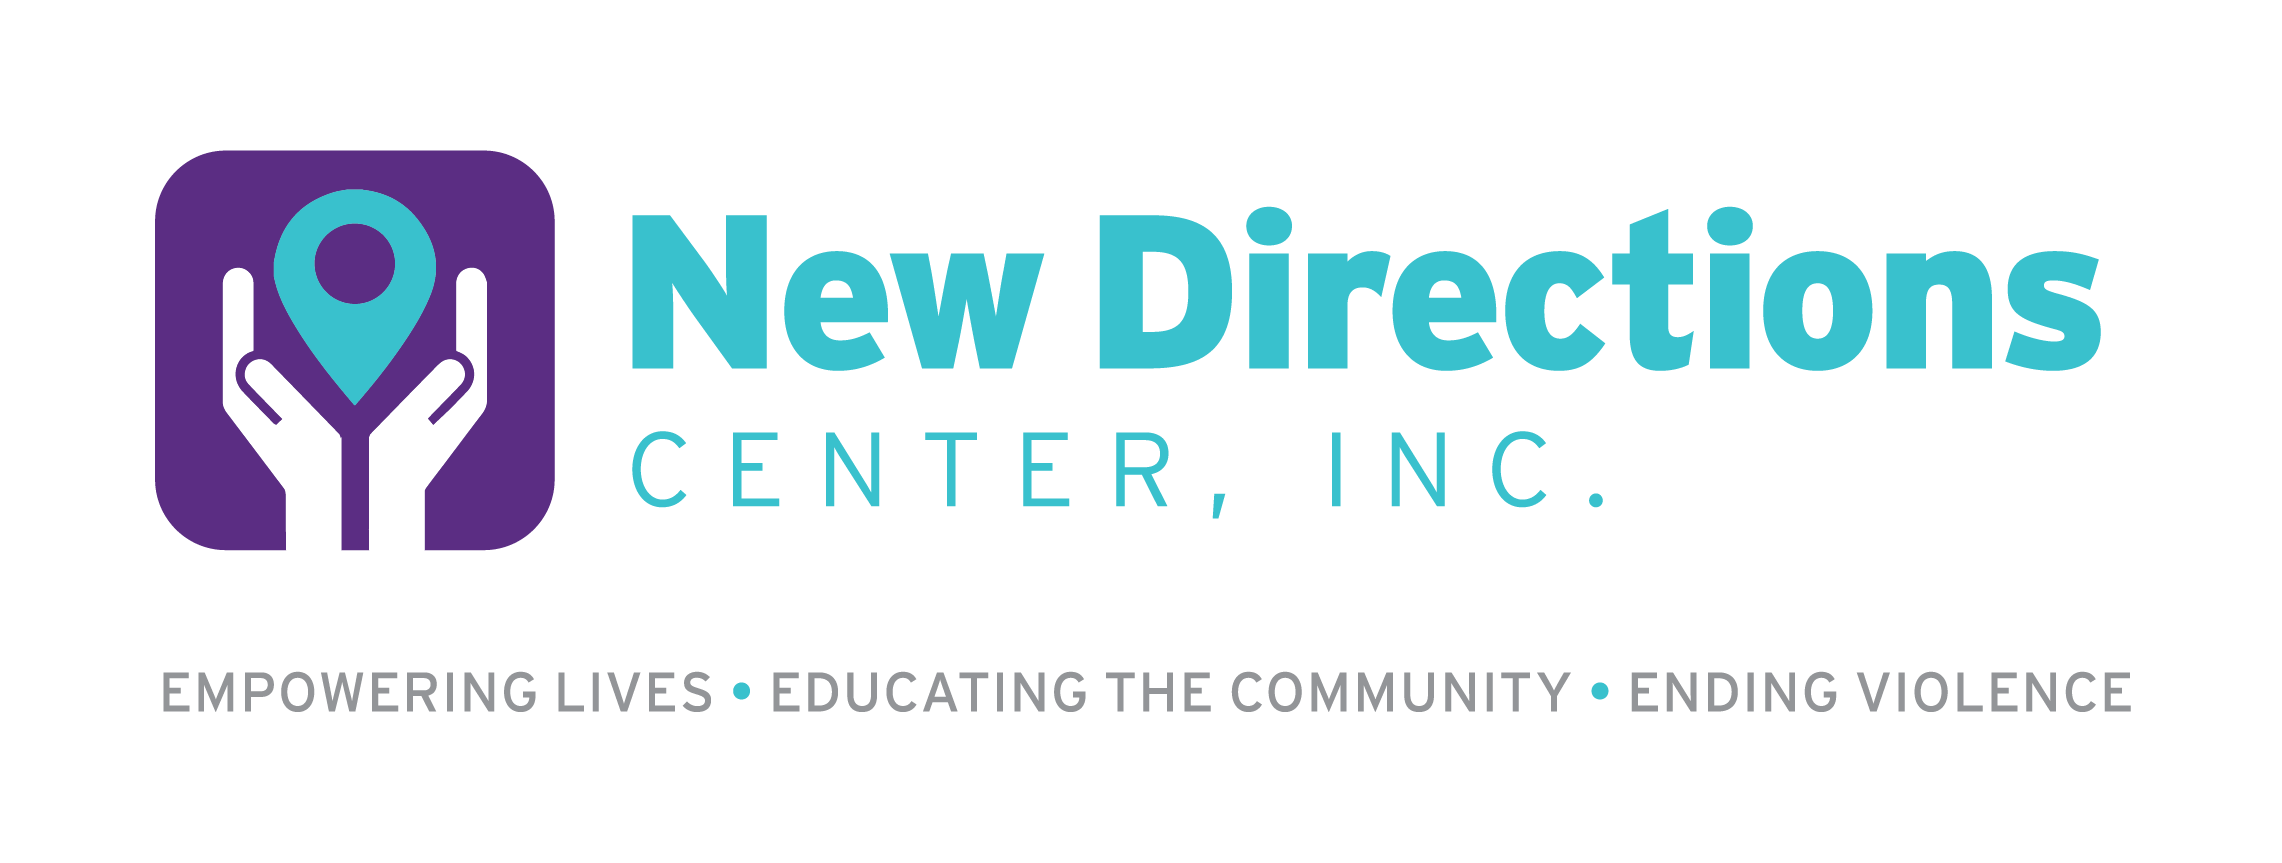 New Directions
CENTER, INC.
EMPOWERING LIVES • EDUCATING THE COMMUNITY • ENDING VIOLENCE